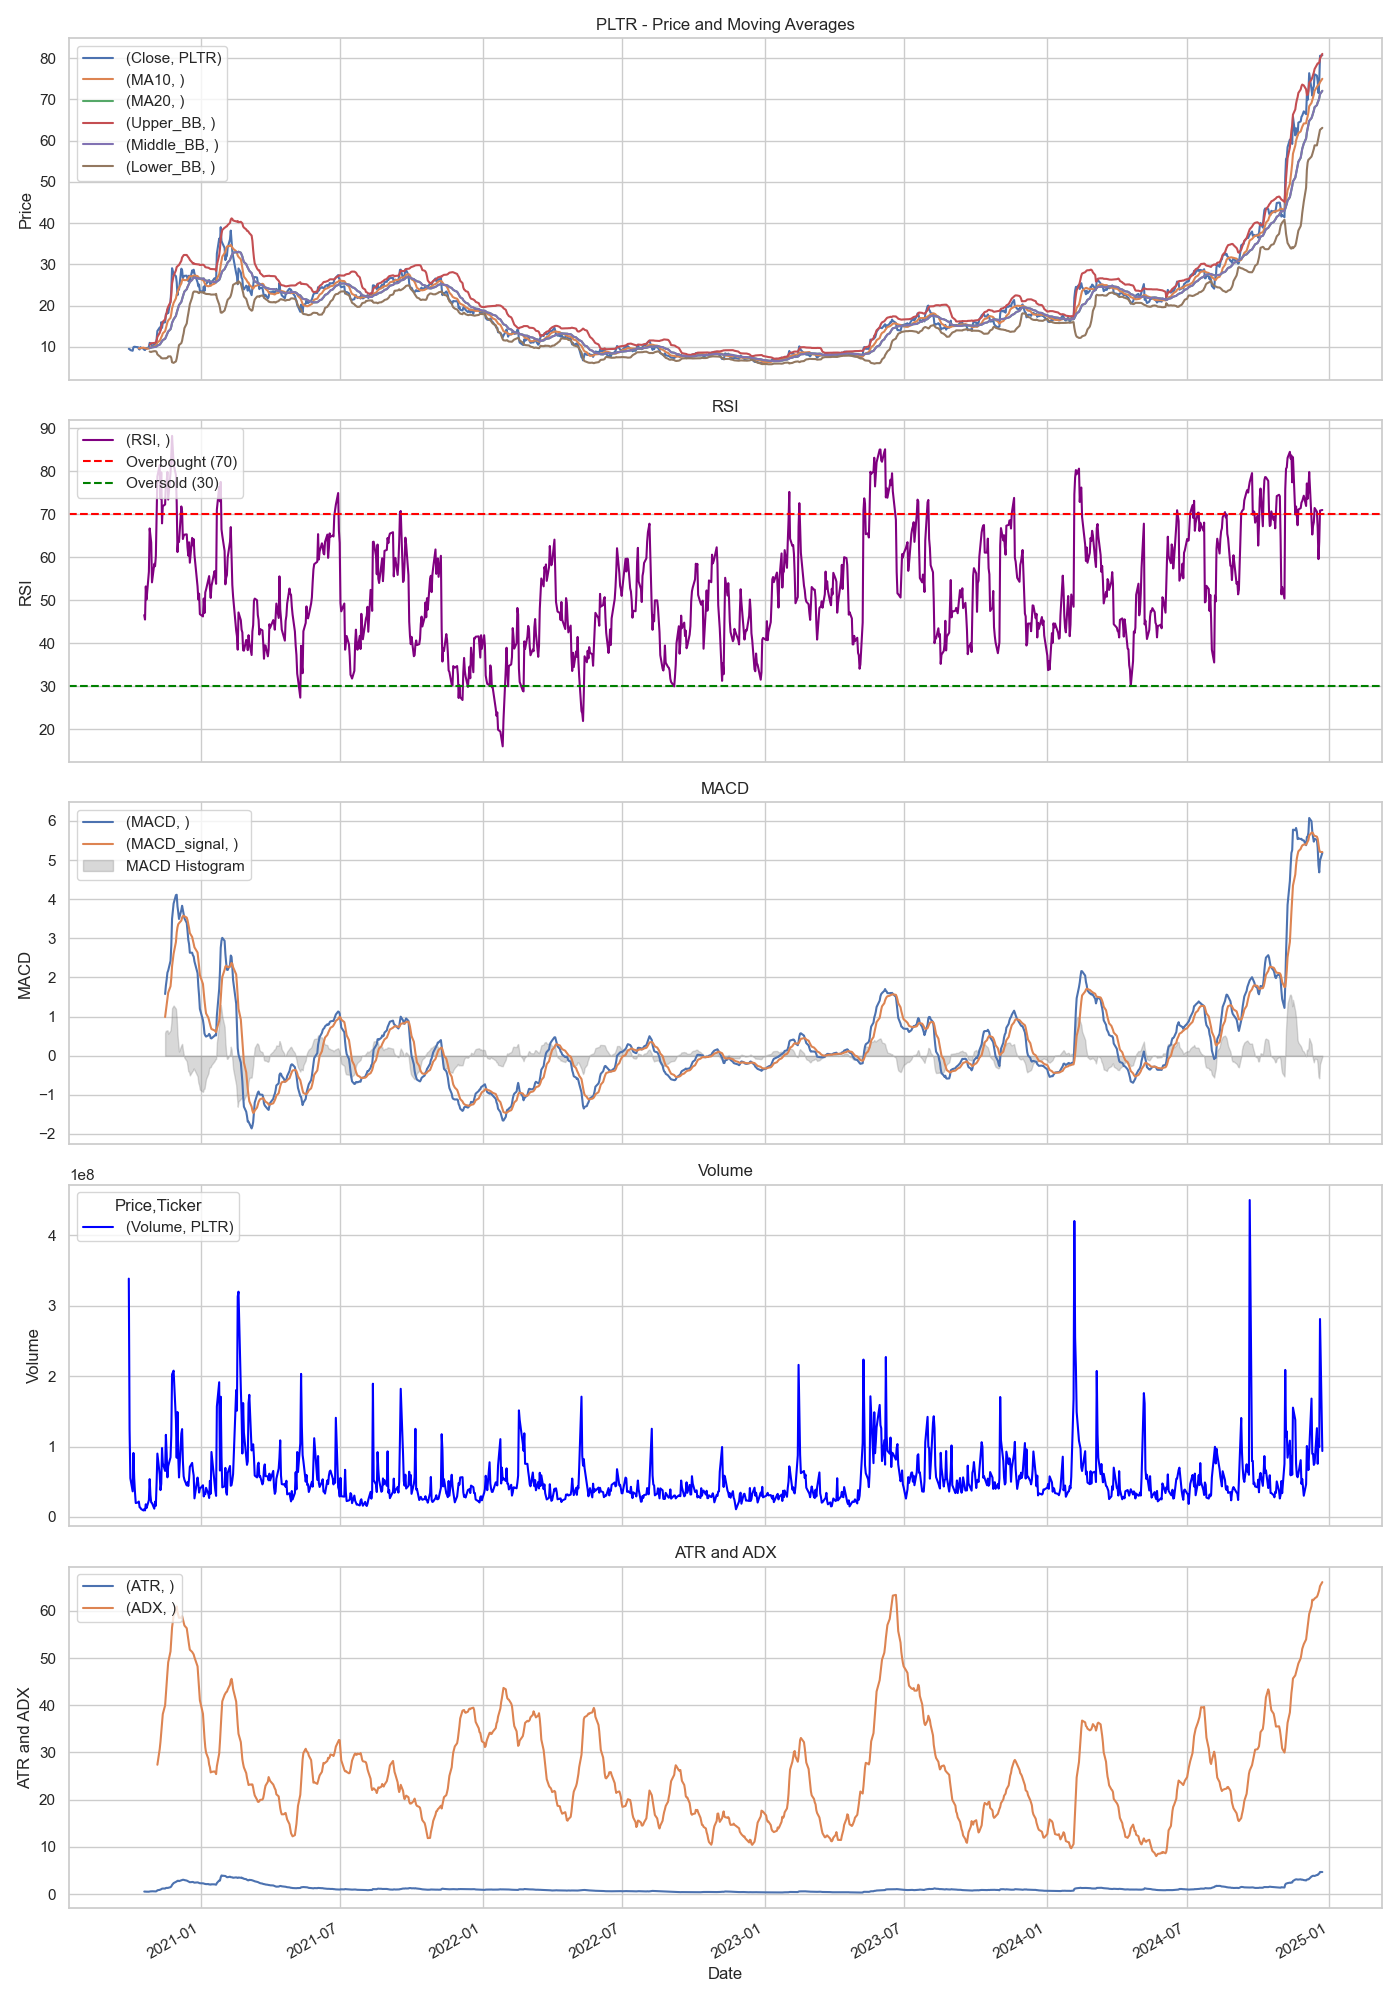 PLTR - Price and Moving Averages
(Close, PLTR)
(MA10, )
(MA20, )
(Upper_BB, )
(Middle_BB, )
(Lower_BB, )
80
70
60
50
40
30
20
10
Price
RSI
(RSI, )
Overbought (70)
Oversold (30)
90
80
70
60
50
40
30
20
RSI
MACD
(MACD, )
(MACD_signal, )
MACD Histogram
6
5
4
3
2
1
0
−1
−2
MACD
Volume
1e8
Price,Ticker
(Volume, PLTR)
4
3
2
1
0
Volume
ATR and ADX
(ATR, )
(ADX, )
60
50
40
30
20
10
0
ATR and ADX
2021-01
2021-07
2022-01
2022-07
2023-01
2023-07
2024-01
2024-07
2025-01
Date